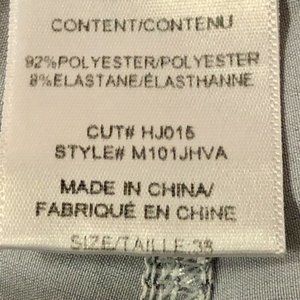 CONTENT/CONTENU
92%POLYESTER/POLYESTER
8%ELASTANE/ÉLASTHANNE
CUT# HJ015
STYLE# M101JHVA
MADE IN CHINA/
FABRIQUÉ EN CHINE
SIZE/TAILLE:38